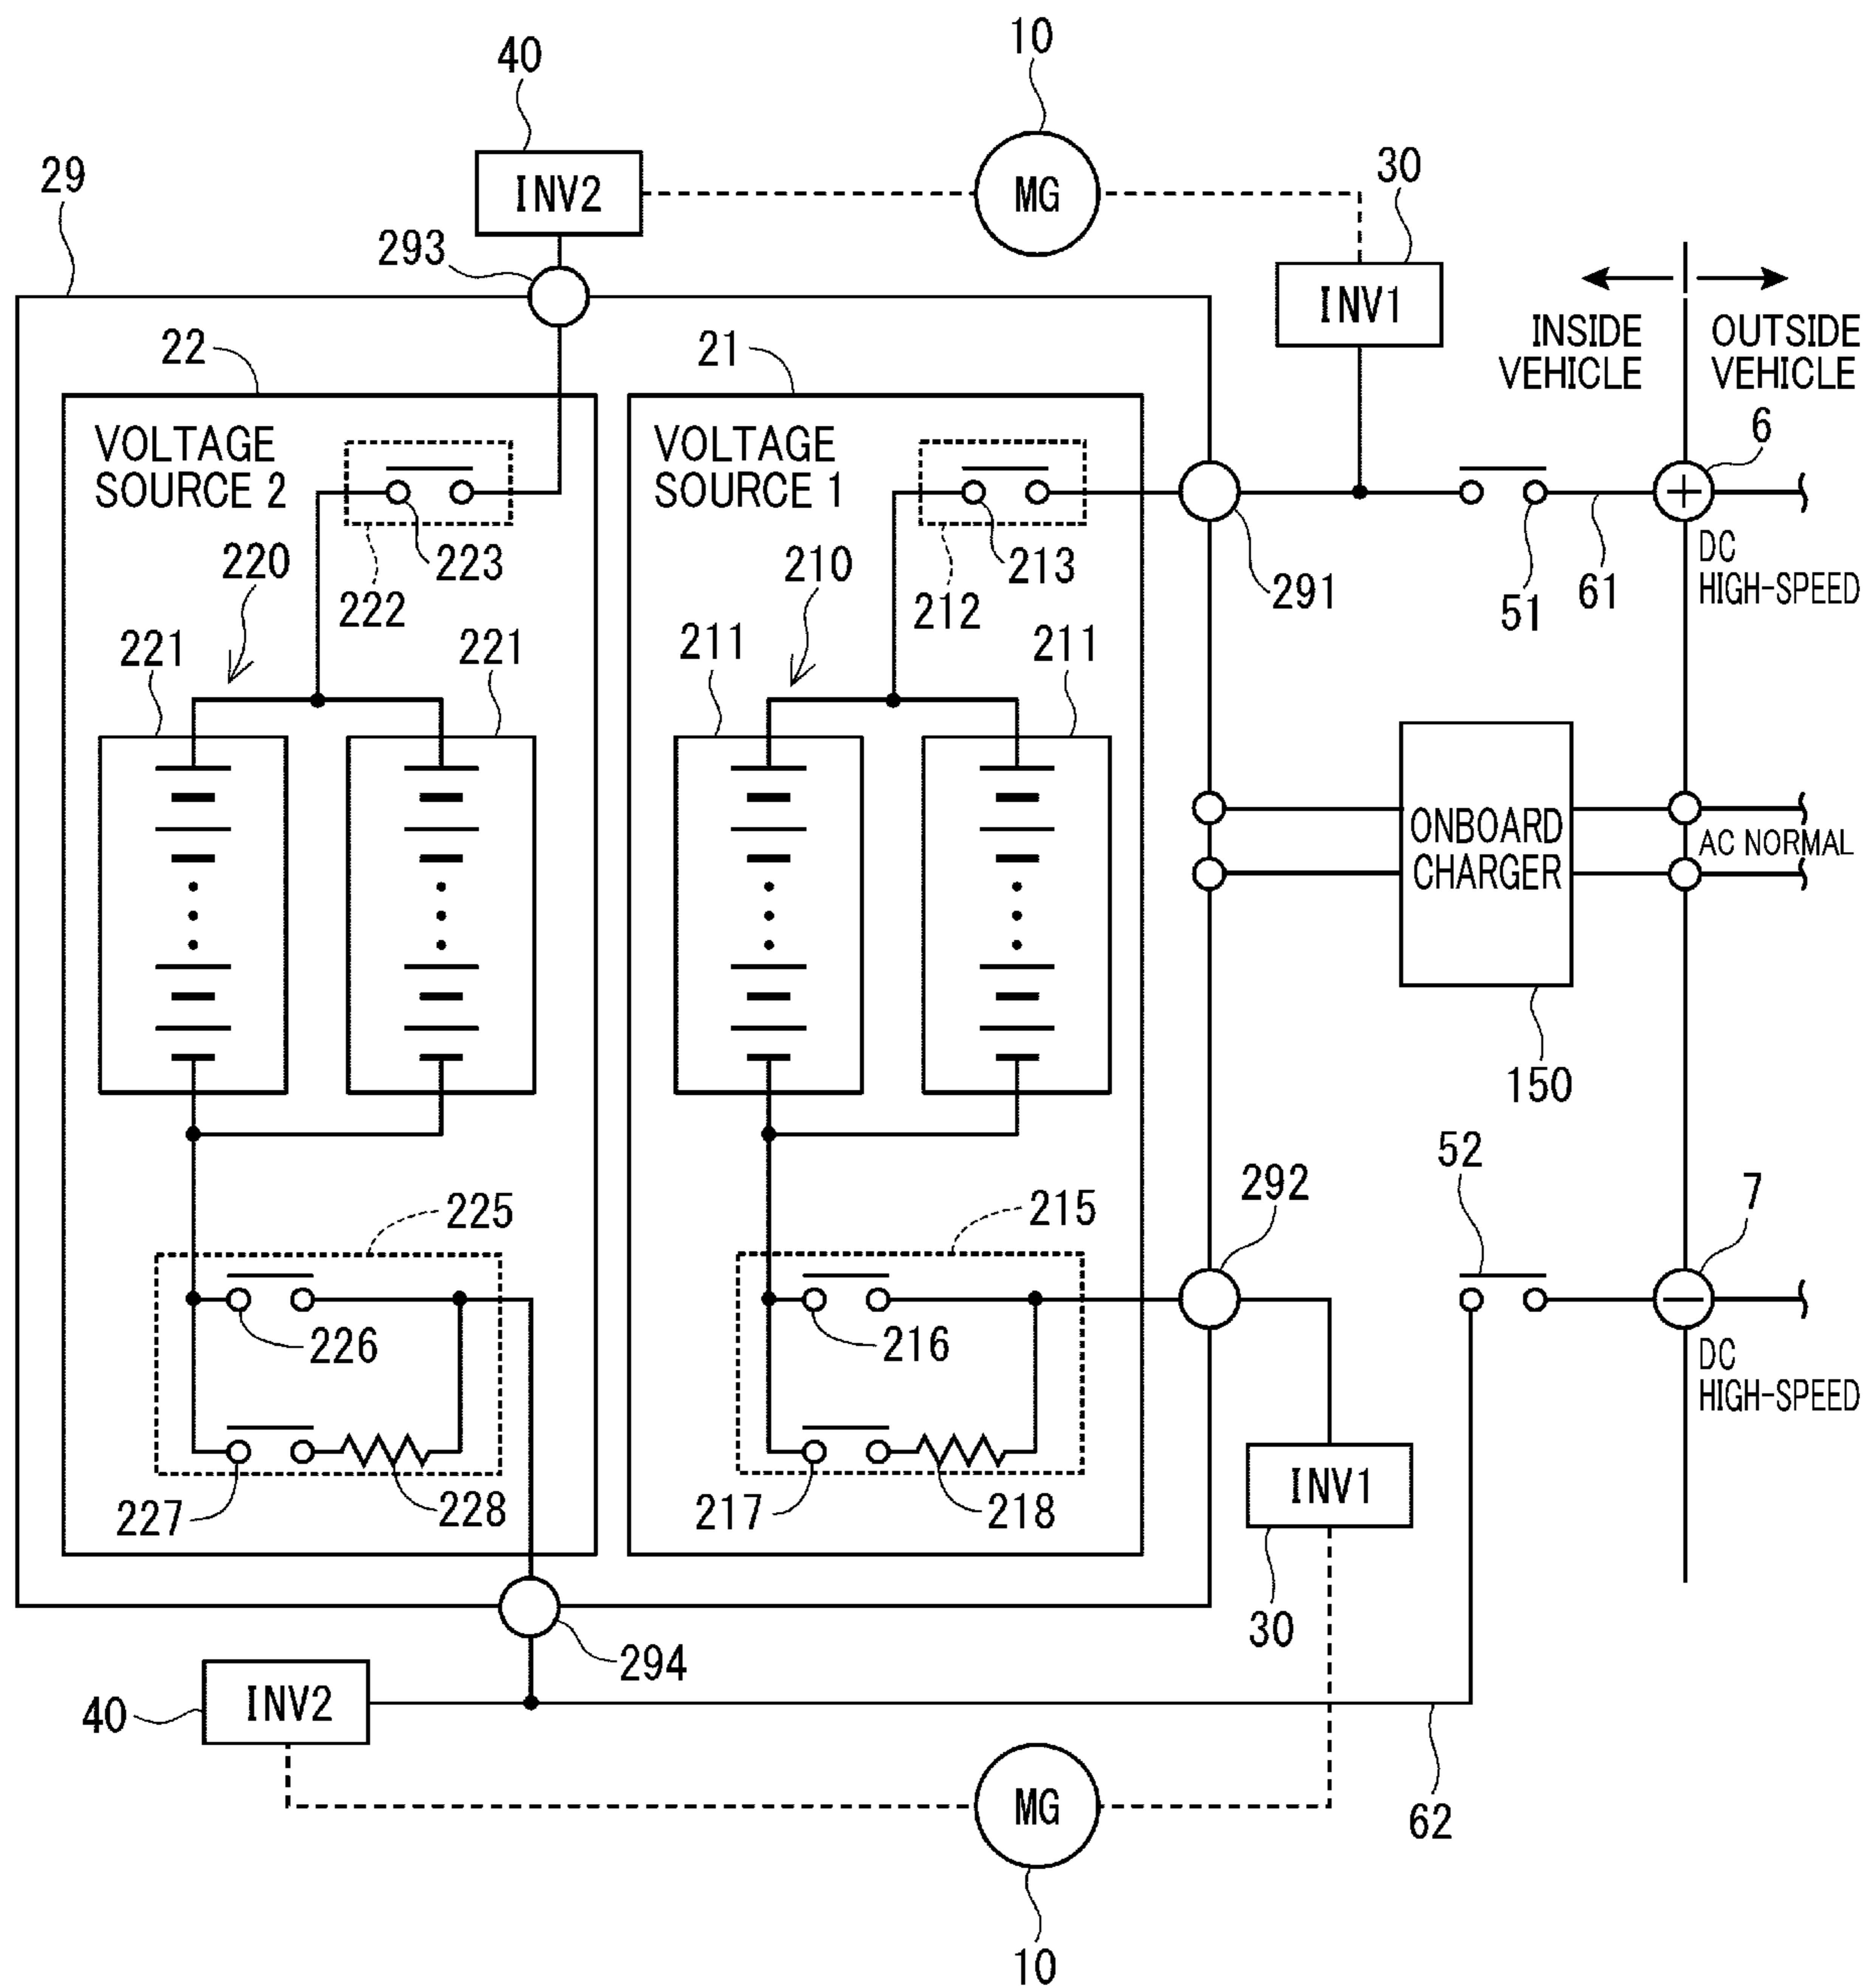 10
40
29
INV2
MG
30
293
INV1
INSIDE
VEHICLE
OUTSIDE
VEHICLE
22
21
6
VOLTAGE
SOURCE 2
VOLTAGE
SOURCE 1
+
220
223
222
210
213
212
291
51
61
DC
HIGH-SPEED
221
221
211
211
ONBOARD
CHARGER
AC NORMAL
150
52
292
7
225
215
−
226
216
DC
HIGH-SPEED
227
228
217
218
INV1
30
294
40
INV2
62
MG
10